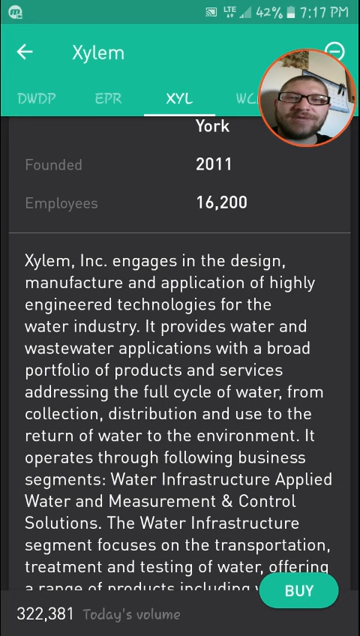 LTE 42% 7:17 PM
Xylem
DWDP EPR XYL
York
Founded 2011
Employees 16,200
Xylem, Inc. engages in the design,
manufacture and application of highly
engineered technologies for the
water industry. It provides water and
wastewater applications with a broad
portfolio of products and services
addressing the full cycle of water, from
collection, distribution and use to the
return of water to the environment. It
operates through following business
segments: Water Infrastructure Applied
Water and Measurement & Control
Solutions. The Water Infrastructure
segment focuses on the transportation,
treatment and testing of water, offering
a range of products including
BUY
322,381 Today's volume